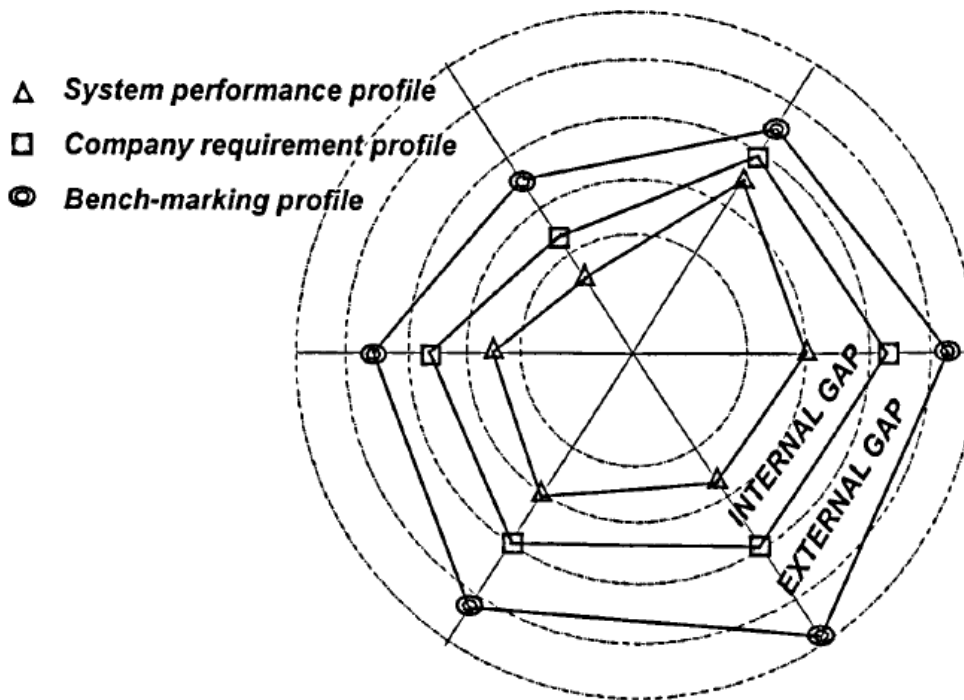 System performance profile
Company requirement profile
Bench-marking profile
INTERNAL GAP
EXTERNAL GAP